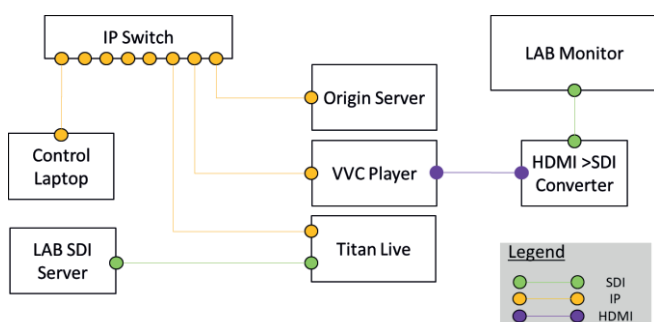 IP Switch
LAB Monitor
Origin Server
Control
Laptop
VVC Player
HDMI >SDI
Converter
LAB SDI
Server
Titan Live
Legend
SDI
IP
HDMI